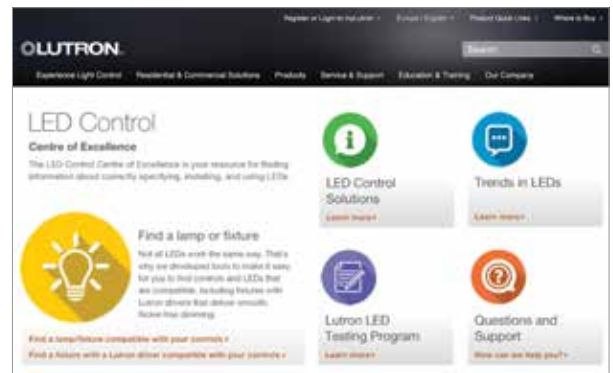 Register or Login to myLutron
Europe / English
Product Quick Links
Where to Buy
LUTRON
Search
Experience Light Control
Residential & Commercial Solutions
Products
Service & Support
Education & Training
Our Company
LED Control
Centre of Excellence
The LED Control Centre of Excellence is your resource for finding
information about correctly specifying, installing, and using LEDs.
Find a lamp or fixture
Not all LEDs work the same way. That's
why we developed tools to make it easy
for you to find controls and LEDs that
are compatible, including fixtures with
Lutron drivers that deliver smooth,
flicker-free dimming.
Find a lamp/fixture compatible with your controls >
Find a fixture with a Lutron driver compatible with your controls >
LED Control
Solutions
Learn more >
Trends in LEDs
Learn more >
Lutron LED
Testing Program
Learn more >
Questions and
Support
How can we help you? >